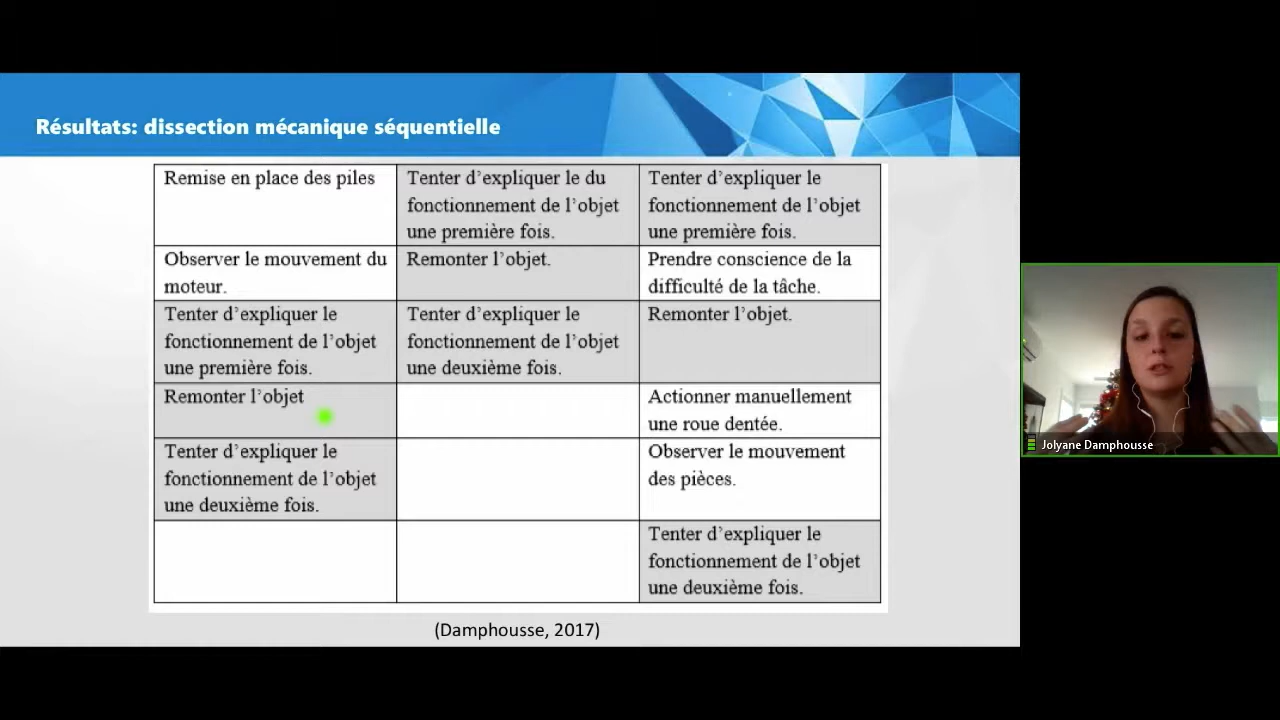 Résultats: dissection mécanique séquentielle
Remise en place des piles
Tenter d'expliquer le du
fonctionnement de l'objet
une première fois.
Tenter d'expliquer le
fonctionnement de l'objet
une première fois.
Observer le mouvement du
moteur.
Remonter l'objet.
Prendre conscience de la
difficulté de la tâche.
Tenter d'expliquer le
fonctionnement de l'objet
une première fois.
Tenter d'expliquer le
fonctionnement de l'objet
une deuxième fois.
Remonter l'objet.
Remonter l'objet
Actionner manuellement
une roue dentée.
Tenter d'expliquer le
fonctionnement de l'objet
une deuxième fois.
Observer le mouvement
des pièces.
Tenter d'expliquer le
fonctionnement de l'objet
une deuxième fois.
(Damphousse, 2017)
Jolyane Damphousse